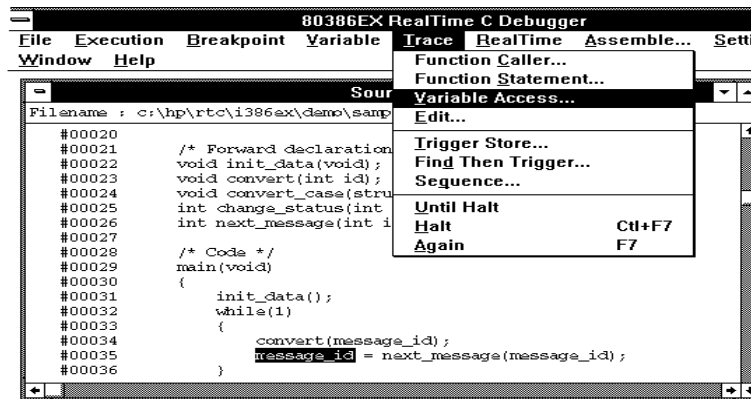 80386EX RealTime C Debugger
File Execution Breakpoint Variable Trace RealTime Assemble... Setti
Window Help
Function Caller...
Function Statement...
Variable Access...
Edit...
Trigger Store...
Find Then Trigger...
Sequence...
Until Halt
Halt Ctl+F7
Again F7
Sour
Filename : c:\hp\rtc\i386ex\demo\samp
#00020
#00021 /* Forward declaration
#00022 void init_data(void);
#00023 void convert(int id);
#00024 void convert_case(stru
#00025 int change_status(int
#00026 int next_message(int i
#00027
#00028 /* Code */
#00029 main(void)
#00030 {
#00031 init_data();
#00032 while(1)
#00033 {
#00034 convert(message_id);
#00035 message_id = next_message(message_id);
#00036 }